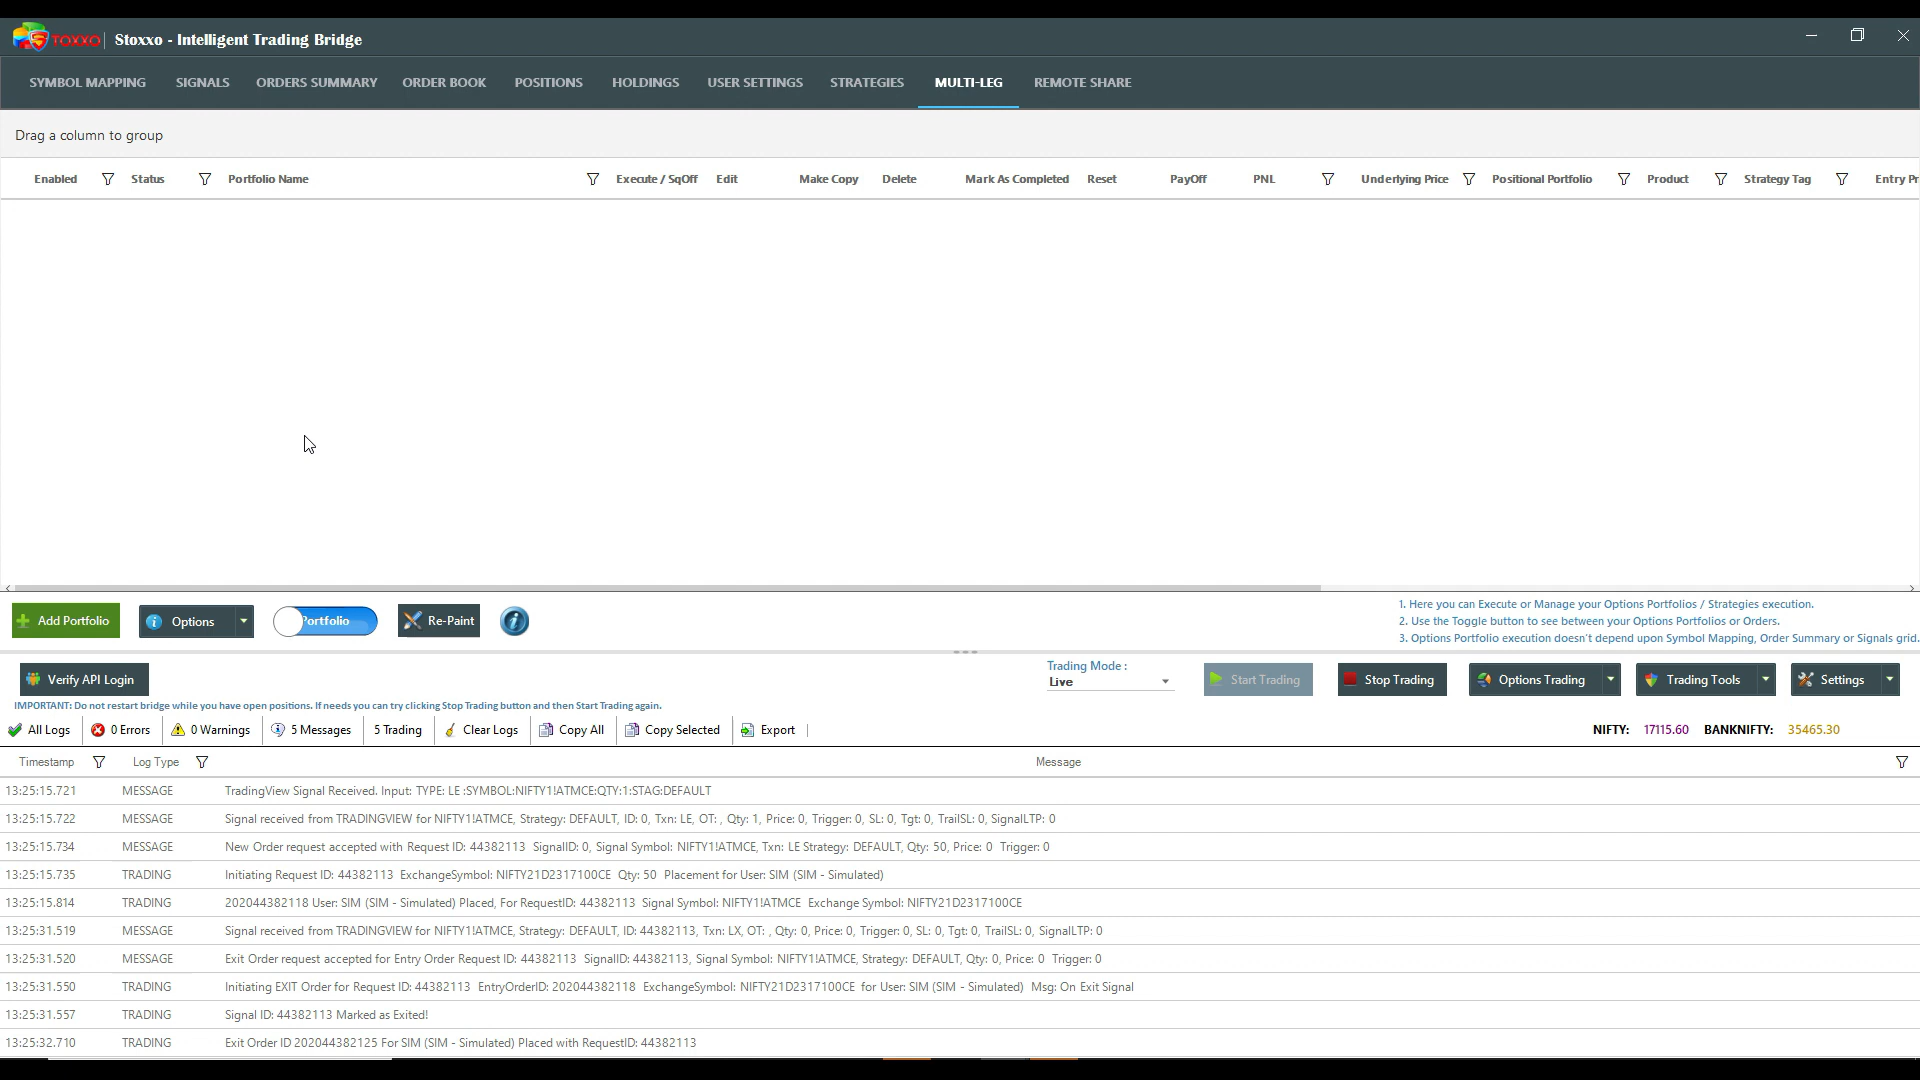 TOXXO
Stoxxo - Intelligent Trading Bridge
SYMBOL MAPPING SIGNALS ORDERS SUMMARY ORDER BOOK POSITIONS HOLDINGS USER SETTINGS STRATEGIES MULTI-LEG REMOTE SHARE
Drag a column to group
Enabled Status Portfolio Name Execute / SqOff Edit Make Copy Delete Mark As Completed Reset PayOff PNL Underlying Price Positional Portfolio Product Strategy Tag Entry Pr
1. Here you can Execute or Manage your Options Portfolios / Strategies execution.
Add Portfolio Options Portfolio Re-Paint
2. Use the Toggle button to see between your Options Portfolios or Orders.
3. Options Portfolio execution doesn't depend upon Symbol Mapping, Order Summary or Signals grid.
Trading Mode :
Verify API Login Live Start Trading Stop Trading Options Trading Trading Tools Settings
IMPORTANT: Do not restart bridge while you have open positions. If needs you can try clicking Stop Trading button and then Start Trading again.
All Logs 0 Errors 0 Warnings 5 Messages 5 Trading Clear Logs Copy All Copy Selected Export NIFTY: 17115.60 BANKNIFTY: 35465.30
Timestamp Log Type Message
13:25:15.721 MESSAGE TradingView Signal Received. Input: TYPE: LE :SYMBOL:NIFTY1!ATMCE:QTY:1:STAG:DEFAULT
13:25:15.722 MESSAGE Signal received from TRADINGVIEW for NIFTY1!ATMCE, Strategy: DEFAULT, ID: 0, Txn: LE, OT: , Qty: 1, Price: 0, Trigger: 0, SL: 0, Tgt: 0, TrailSL: 0, SignalLTP: 0
13:25:15.734 MESSAGE New Order request accepted with Request ID: 44382113 SignalID: 0, Signal Symbol: NIFTY1!ATMCE, Txn: LE Strategy: DEFAULT, Qty: 50, Price: 0 Trigger: 0
13:25:15.735 TRADING Initiating Request ID: 44382113 ExchangeSymbol: NIFTY21D2317100CE Qty: 50 Placement for User: SIM (SIM - Simulated)
13:25:15.814 TRADING 202044382118 User: SIM (SIM - Simulated) Placed, For RequestID: 44382113 Signal Symbol: NIFTY1!ATMCE Exchange Symbol: NIFTY21D2317100CE
13:25:31.519 MESSAGE Signal received from TRADINGVIEW for NIFTY1!ATMCE, Strategy: DEFAULT, ID: 44382113, Txn: LX, OT: , Qty: 0, Price: 0, Trigger: 0, SL: 0, Tgt: 0, TrailSL: 0, SignalLTP: 0
13:25:31.520 MESSAGE Exit Order request accepted for Entry Order Request ID: 44382113 SignalID: 44382113, Signal Symbol: NIFTY1!ATMCE, Strategy: DEFAULT, Qty: 0, Price: 0 Trigger: 0
13:25:31.550 TRADING Initiating EXIT Order for Request ID: 44382113 EntryOrderID: 202044382118 ExchangeSymbol: NIFTY21D2317100CE for User: SIM (SIM - Simulated) Msg: On Exit Signal
13:25:31.557 TRADING Signal ID: 44382113 Marked as Exited!
13:25:32.710 TRADING Exit Order ID 202044382125 For SIM (SIM - Simulated) Placed with RequestID: 44382113